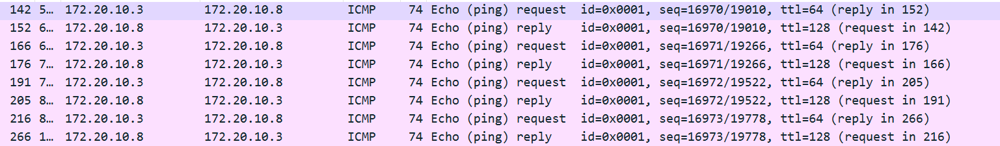 142 5… 172.20.10.3 172.20.10.8 ICMP 74 Echo (ping) request id=0x0001, seq=16970/19010, ttl=64 (reply in 152)
152 6… 172.20.10.8 172.20.10.3 ICMP 74 Echo (ping) reply id=0x0001, seq=16970/19010, ttl=128 (request in 142)
166 6… 172.20.10.3 172.20.10.8 ICMP 74 Echo (ping) request id=0x0001, seq=16971/19266, ttl=64 (reply in 176)
176 7… 172.20.10.8 172.20.10.3 ICMP 74 Echo (ping) reply id=0x0001, seq=16971/19266, ttl=128 (request in 166)
191 7… 172.20.10.3 172.20.10.8 ICMP 74 Echo (ping) request id=0x0001, seq=16972/19522, ttl=64 (reply in 205)
205 8… 172.20.10.8 172.20.10.3 ICMP 74 Echo (ping) reply id=0x0001, seq=16972/19522, ttl=128 (request in 191)
216 8… 172.20.10.3 172.20.10.8 ICMP 74 Echo (ping) request id=0x0001, seq=16973/19778, ttl=64 (reply in 266)
266 1… 172.20.10.8 172.20.10.3 ICMP 74 Echo (ping) reply id=0x0001, seq=16973/19778, ttl=128 (request in 216)